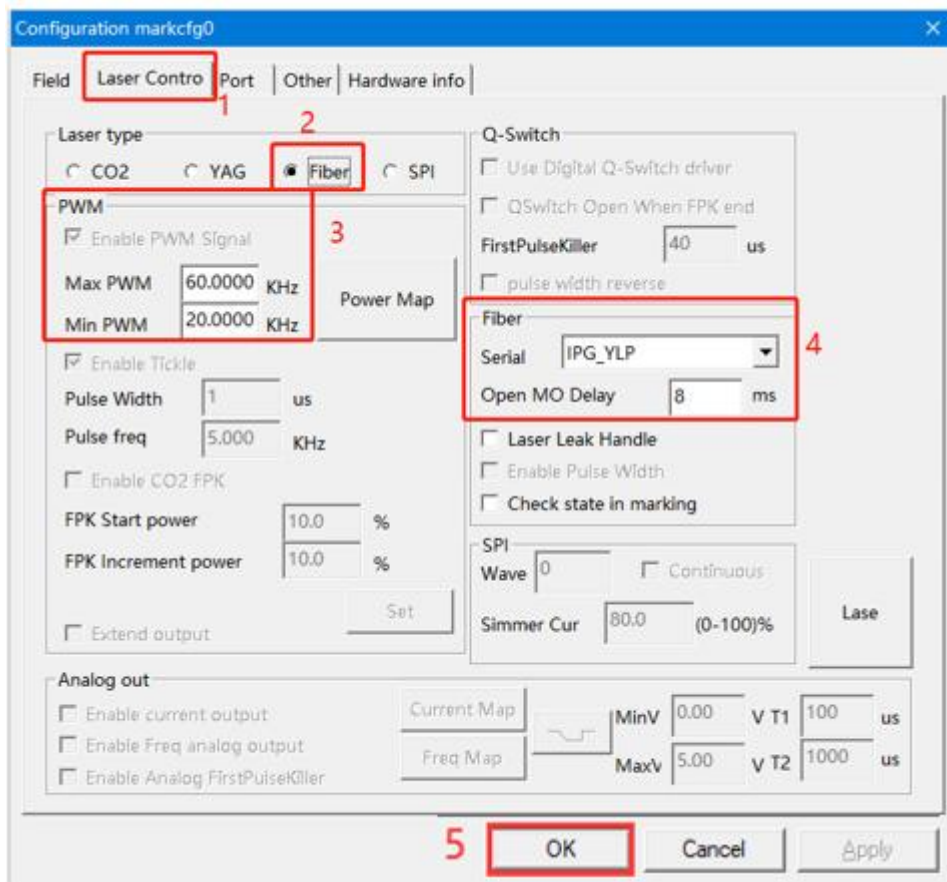 Configuration markcfg0
Field Laser Contro Port Other Hardware info
1
Laser type
2
CO2 YAG Fiber SPI
PWM
3
Enable PWM Signal
Max PWM 60.0000 KHz
Min PWM 20.0000 KHz
Power Map
Enable Tickle
Pulse Width 1 us
Pulse freq 5.000 KHz
Enable CO2 FPK
FPK Start power 10.0 %
FPK Increment power 10.0 %
Set
Extend output
Q-Switch
Use Digital Q-Switch driver
QSwitch Open When FPK end
FirstPulseKiller 40 us
pulse width reverse
Fiber
4
Serial IPG_YLP
Open MO Delay 8 ms
Laser Leak Handle
Enable Pulse Width
Check state in marking
SPI
Wave 0 Continuous
Simmer Cur 80.0 (0-100)%
Lase
Analog out
Enable current output
Enable Freq analog output
Enable Analog FirstPulseKiller
Current Map
Freq Map
MinV 0.00 V T1 100 us
MaxV 5.00 V T2 1000 us
5
OK Cancel Apply